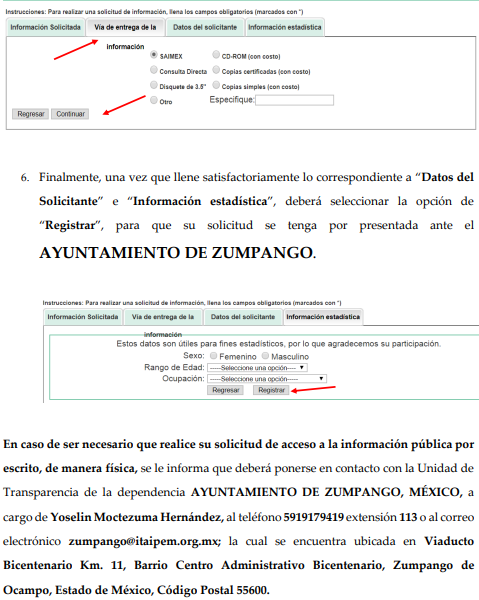 Instrucciones: Para realizar una solicitud de información, llena los campos obligatorios (marcados con *)
Información Solicitada Vía de entrega de la Datos del solicitante Información estadística
información
SAIMEX CD-ROM (con costo)
Consulta Directa Copias certificadas (con costo)
Disquete de 3.5" Copias simples (con costo)
Otro Especifique:
Regresar Continuar
6. Finalmente, una vez que llene satisfactoriamente lo correspondiente a “Datos del
Solicitante” e “Información estadística”, deberá seleccionar la opción de
“Registrar”, para que su solicitud se tenga por presentada ante el
AYUNTAMIENTO DE ZUMPANGO.
Instrucciones: Para realizar una solicitud de información, llena los campos obligatorios (marcados con *)
Información Solicitada Vía de entrega de la Datos del solicitante Información estadística
información
Estos datos son útiles para fines estadísticos, por lo que agradecemos su participación.
Sexo: Femenino Masculino
Rango de Edad: -----Seleccione una opción-----
Ocupación: -----Seleccione una opción-----
Regresar Registrar
En caso de ser necesario que realice su solicitud de acceso a la información pública por
escrito, de manera física, se le informa que deberá ponerse en contacto con la Unidad de
Transparencia de la dependencia AYUNTAMIENTO DE ZUMPANGO, MÉXICO, a
cargo de Yoselin Moctezuma Hernández, al teléfono 5919179419 extensión 113 o al correo
electrónico zumpango@itaipem.org.mx; la cual se encuentra ubicada en Viaducto
Bicentenario Km. 11, Barrio Centro Administrativo Bicentenario, Zumpango de
Ocampo, Estado de México, Código Postal 55600.